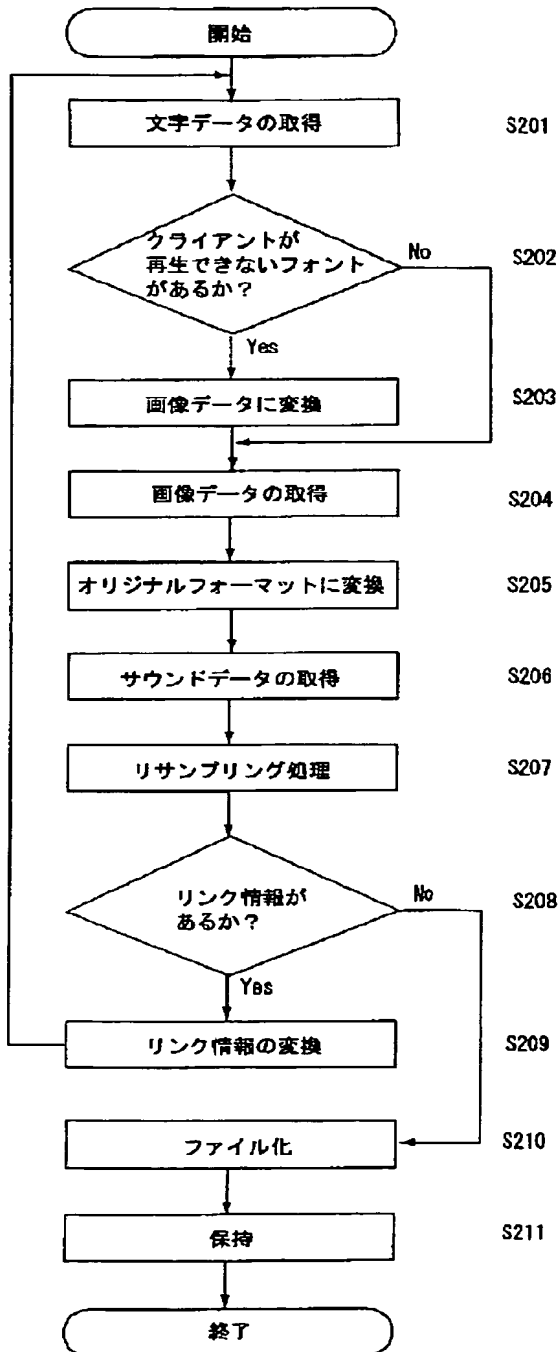 開始
文字データの取得 S201
クライアントが
再生できないフォント
があるか？
No
S202
Yes
画像データに変換 S203
画像データの取得 S204
オリジナルフォーマットに変換 S205
サウンドデータの取得 S206
リサンプリング処理 S207
リンク情報が
あるか？
No
S208
Yes
リンク情報の変換 S209
ファイル化 S210
保持 S211
終了